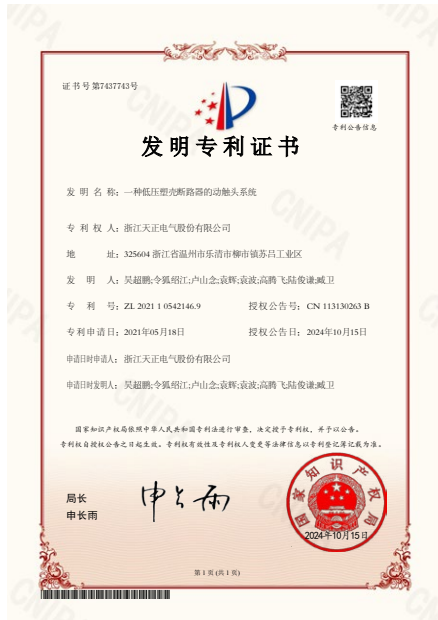 证书号第7437743号
专利公告信息
发明专利证书
发明名称：一种低压塑壳断路器的动触头系统
专利权人：浙江天正电气股份有限公司
地址：325604 浙江省温州市乐清市柳市镇苏吕工业区
发明人：吴超鹏;令狐绍江;卢山念;袁辉;袁波;高腾飞;陆俊谦;臧卫
专利号：ZL 2021 1 0542146.9 授权公告号：CN 113130263 B
专利申请日：2021年05月18日 授权公告日：2024年10月15日
申请日时申请人：浙江天正电气股份有限公司
申请日时发明人：吴超鹏;令狐绍江;卢山念;袁辉;袁波;高腾飞;陆俊谦;臧卫
国家知识产权局依照中华人民共和国专利法进行审查，决定授予专利权，并予以公告。
专利权自授权公告之日起生效。专利权有效性及专利权人变更等法律信息以专利登记簿记载为准。
局长
申长雨
申长雨
国家知识产权局
2024年10月15日
第 1 页 (共 1 页)
CNIPA